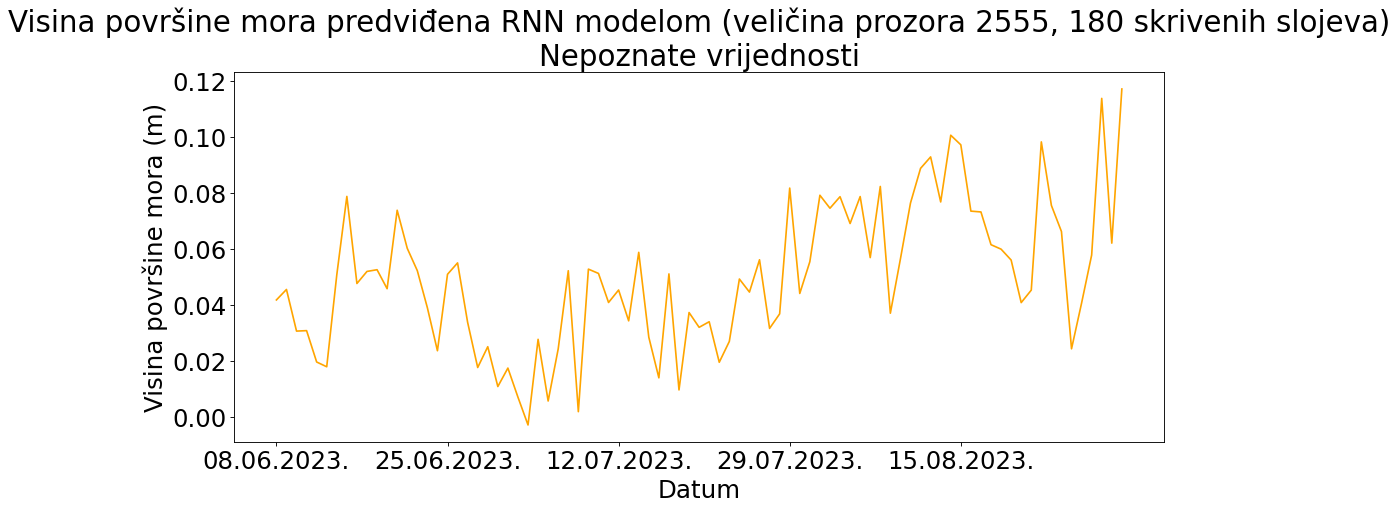 Visina površine mora predviđena RNN modelom (veličina prozora 2555, 180 skrivenih slojeva)
Nepoznate vrijednosti
Visina površine mora (m)
0.12
0.10
0.08
0.06
0.04
0.02
0.00
08.06.2023. 25.06.2023. 12.07.2023. 29.07.2023. 15.08.2023.
Datum